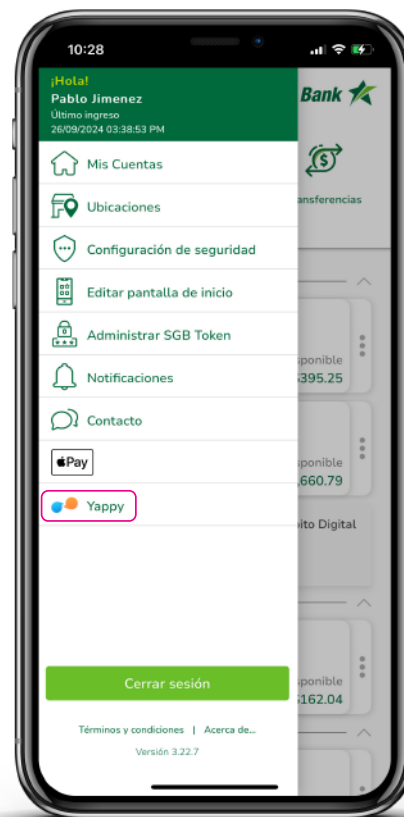 10:28
¡Hola!
Pablo Jimenez
Último ingreso
26/09/2024 03:38:53 PM
Bank
Mis Cuentas
ansferencias
Ubicaciones
Configuración de seguridad
Editar pantalla de inicio
Administrar SGB Token
sponible
395.25
Notificaciones
Contacto
Pay
sponible
,660.79
Yappy
ito Digital
Cerrar sesión
sponible
162.04
Términos y condiciones | Acerca de...
Versión 3.22.7